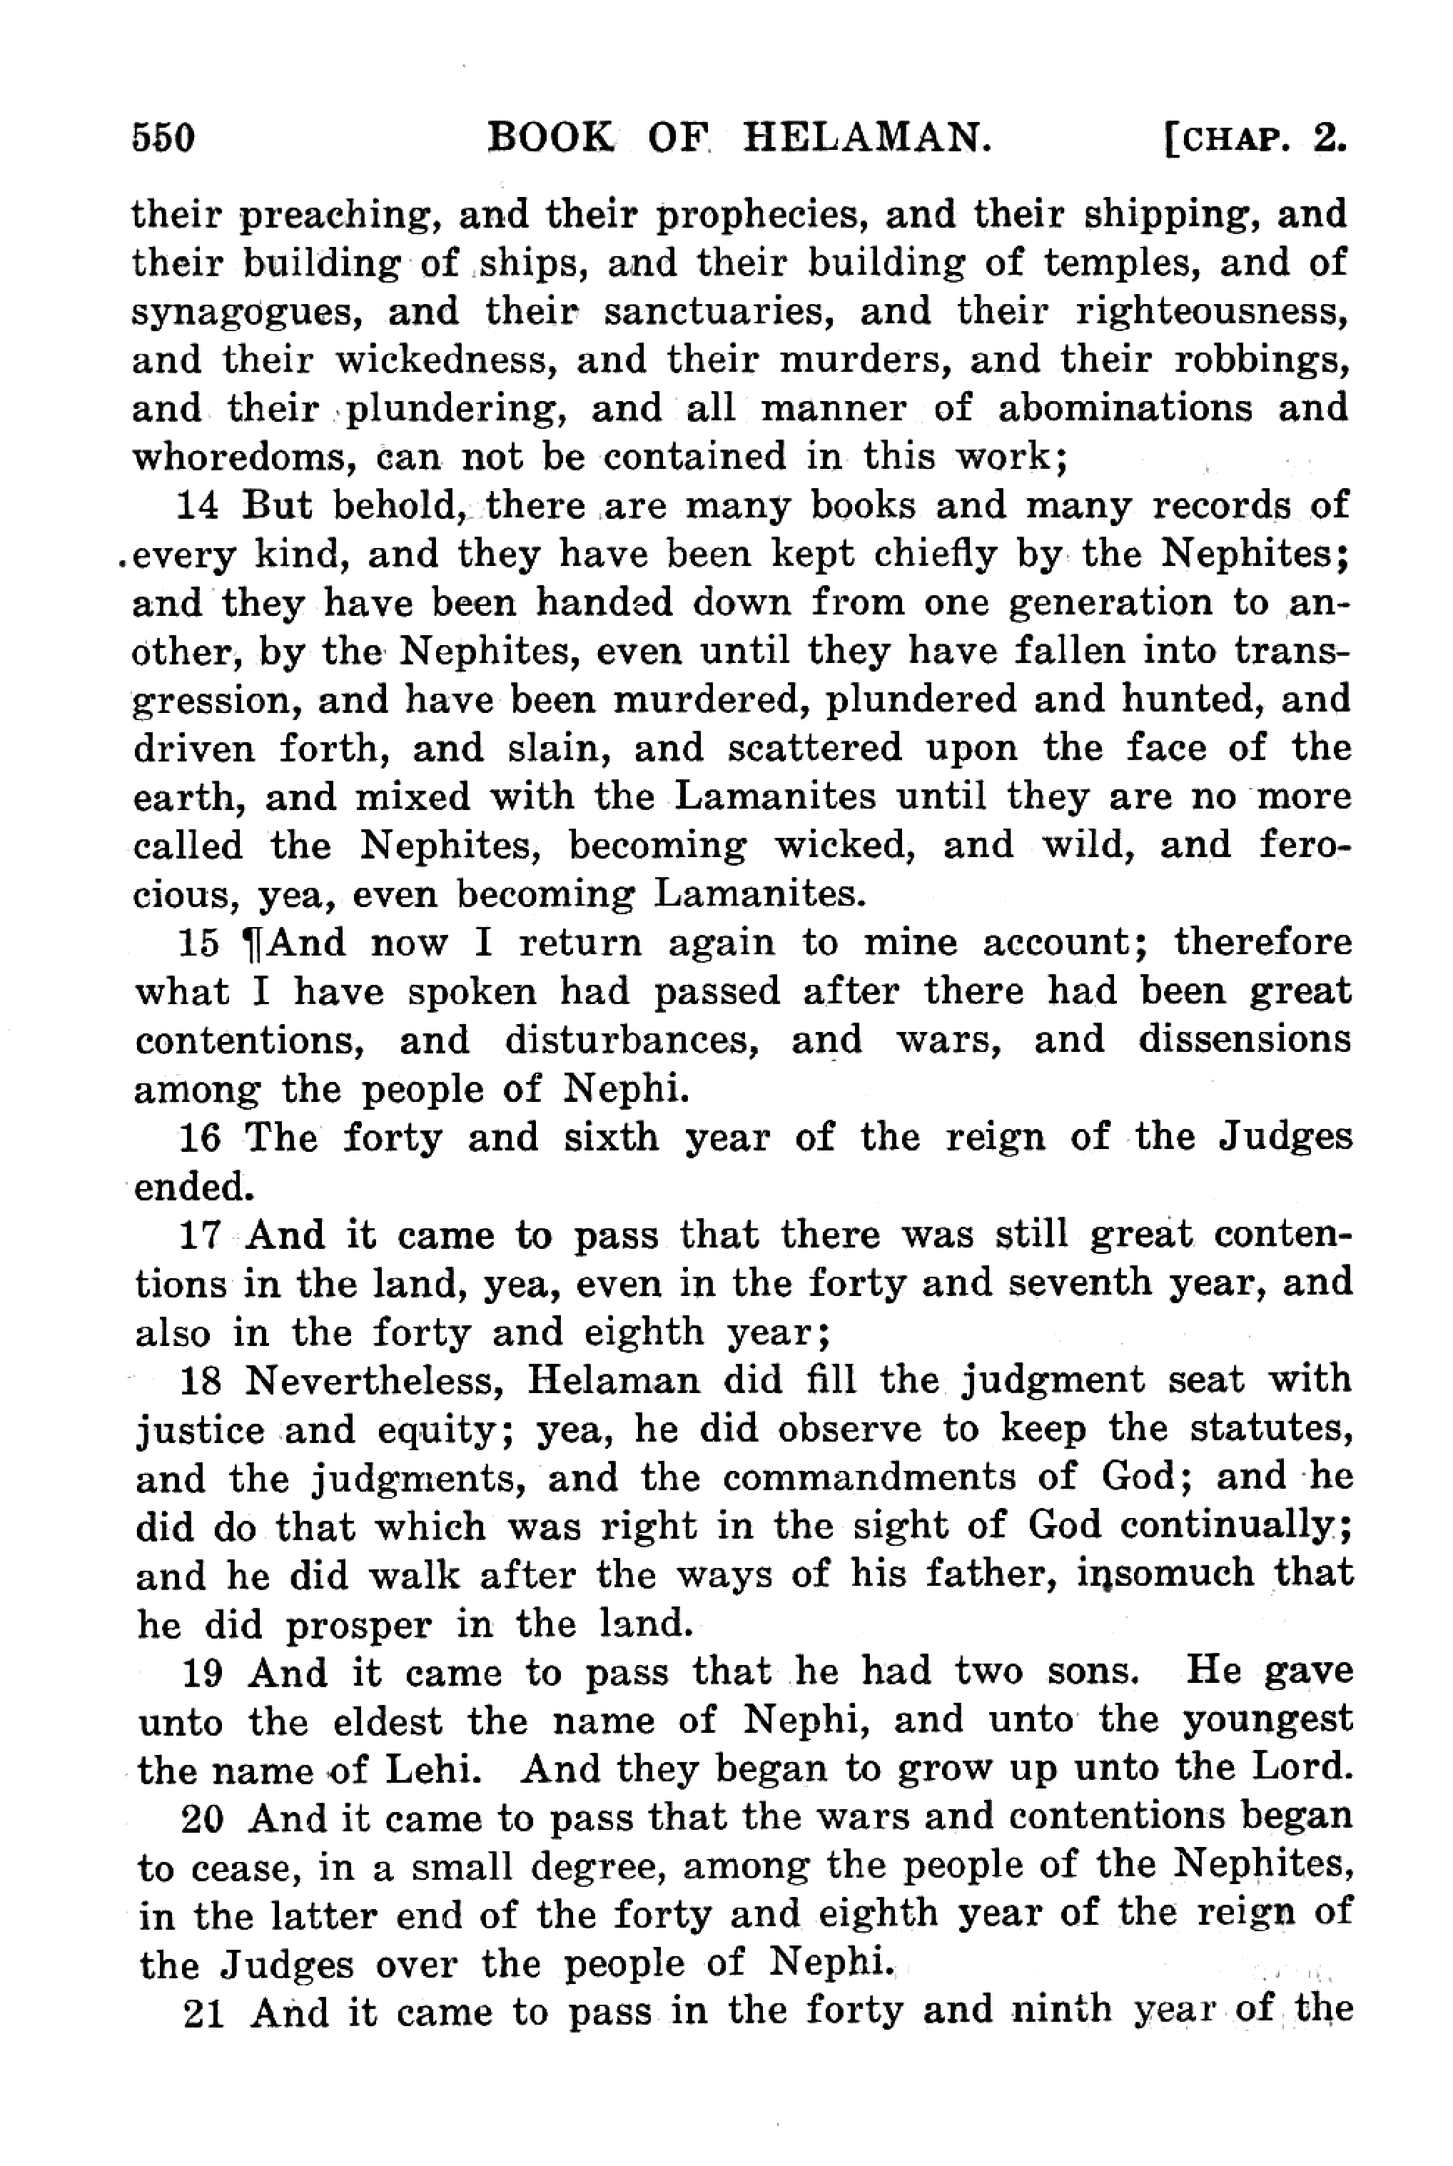 550 BOOK OF HELAMAN. [CHAP. 2.
their preaching, and their prophecies, and their shipping, and
their building of ships, and their building of temples, and of
synagogues, and their sanctuaries, and their righteousness,
and their wickedness, and their murders, and their robbings,
and their plundering, and all manner of abominations and
whoredoms, can not be contained in this work;
14 But behold, there are many books and many records of
every kind, and they have been kept chiefly by the Nephites;
and they have been handed down from one generation to an-
other, by the Nephites, even until they have fallen into trans-
gression, and have been murdered, plundered and hunted, and
driven forth, and slain, and scattered upon the face of the
earth, and mixed with the Lamanites until they are no more
called the Nephites, becoming wicked, and wild, and fero-
cious, yea, even becoming Lamanites.
15 ¶And now I return again to mine account; therefore
what I have spoken had passed after there had been great
contentions, and disturbances, and wars, and dissensions
among the people of Nephi.
16 The forty and sixth year of the reign of the Judges
ended.
17 And it came to pass that there was still great conten-
tions in the land, yea, even in the forty and seventh year, and
also in the forty and eighth year;
18 Nevertheless, Helaman did fill the judgment seat with
justice and equity; yea, he did observe to keep the statutes,
and the judgments, and the commandments of God; and he
did do that which was right in the sight of God continually;
and he did walk after the ways of his father, insomuch that
he did prosper in the land.
19 And it came to pass that he had two sons. He gave
unto the eldest the name of Nephi, and unto the youngest
the name of Lehi. And they began to grow up unto the Lord.
20 And it came to pass that the wars and contentions began
to cease, in a small degree, among the people of the Nephites,
in the latter end of the forty and eighth year of the reign of
the Judges over the people of Nephi.
21 And it came to pass in the forty and ninth year of the